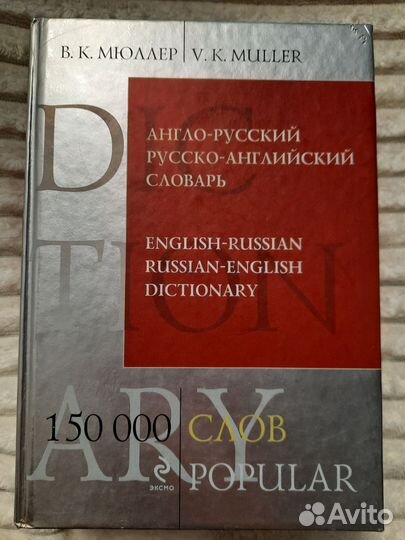 В. К. МЮЛЛЕР V. K. MULLER
DIC
TION
ARY
АНГЛО-РУССКИЙ
РУССКО-АНГЛИЙСКИЙ
СЛОВАРЬ
ENGLISH-RUSSIAN
RUSSIAN-ENGLISH
DICTIONARY
150 000 СЛОВ
ЭКСМО POPULAR
Avito